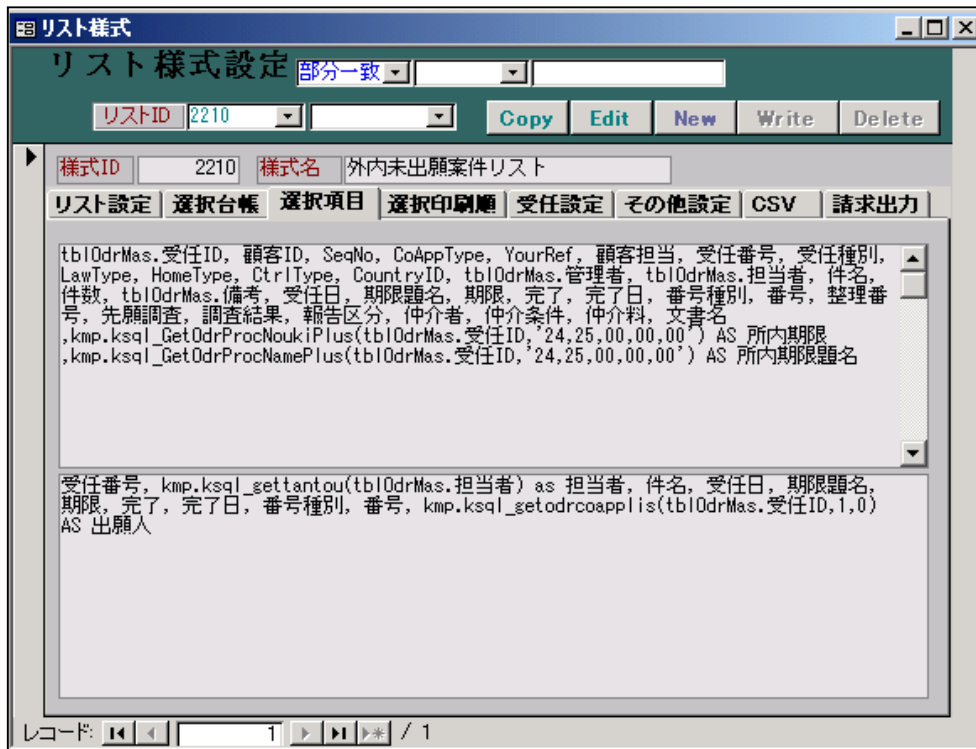 リスト様式
リスト様式設定 部分一致
リストID 2210 Copy Edit New Write Delete
様式ID 2210 様式名 外内未出願案件リスト
リスト設定 選択台帳 選択項目 選択印刷順 受任設定 その他設定 CSV 請求出力
tblOdrMas.受任ID, 顧客ID, SeqNo, CoAppType, YourRef, 顧客担当, 受任番号, 受任種別,
LawType, HomeType, CtrlType, CountryID, tblOdrMas.管理者, tblOdrMas.担当者, 件名,
件数, tblOdrMas.備考, 受任日, 期限題名, 期限, 完了, 完了日, 番号種別, 番号, 整理番
号, 先願調査, 調査結果, 報告区分, 仲介者, 仲介条件, 仲介料, 文書名
,kmp.ksql_GetOdrProcNoukiPlus(tblOdrMas.受任ID,'24,25,00,00,00') AS 所内期限
,kmp.ksql_GetOdrProcNamePlus(tblOdrMas.受任ID,'24,25,00,00,00') AS 所内期限題名
受任番号, kmp.ksql_gettantou(tblOdrMas.担当者) as 担当者, 件名, 受任日, 期限題名,
期限, 完了, 完了日, 番号種別, 番号, kmp.ksql_getodrcoapplis(tblOdrMas.受任ID,1,0)
AS 出願人
レコード: 1 / 1